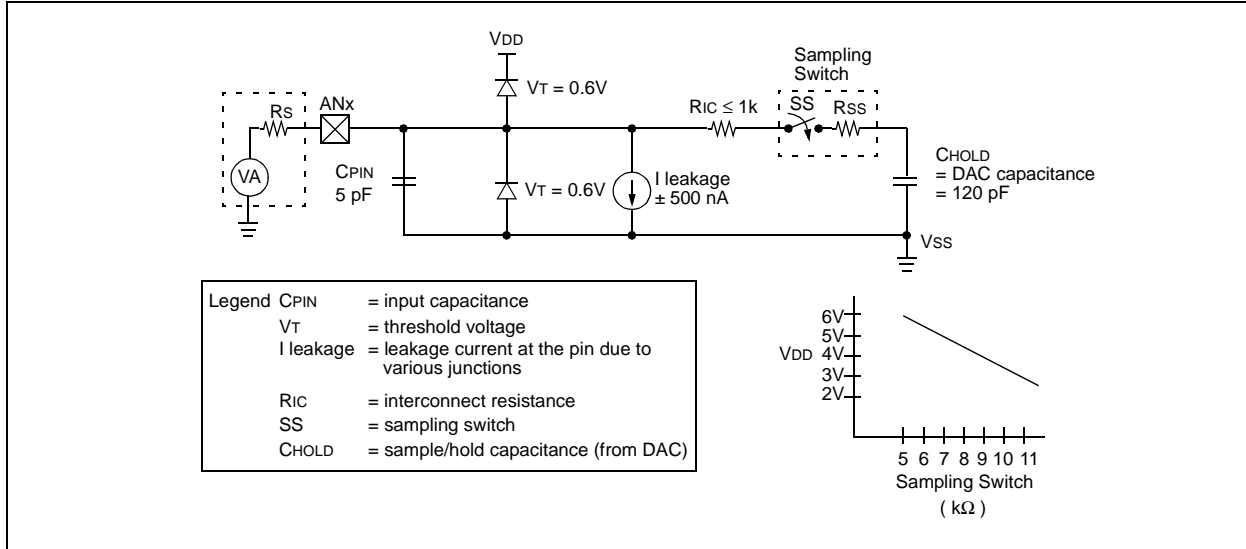 VDD
Sampling
Switch
VT = 0.6V
RS
ANx
RIC ≤ 1k
SS
RSS
VA
CPIN
5 pF
VT = 0.6V
I leakage
± 500 nA
CHOLD
= DAC capacitance
= 120 pF
VSS
Legend CPIN = input capacitance
VT = threshold voltage
I leakage = leakage current at the pin due to
various junctions
RIC = interconnect resistance
SS = sampling switch
CHOLD = sample/hold capacitance (from DAC)
6V
5V
VDD 4V
3V
2V
5 6 7 8 9 10 11
Sampling Switch
( kΩ )